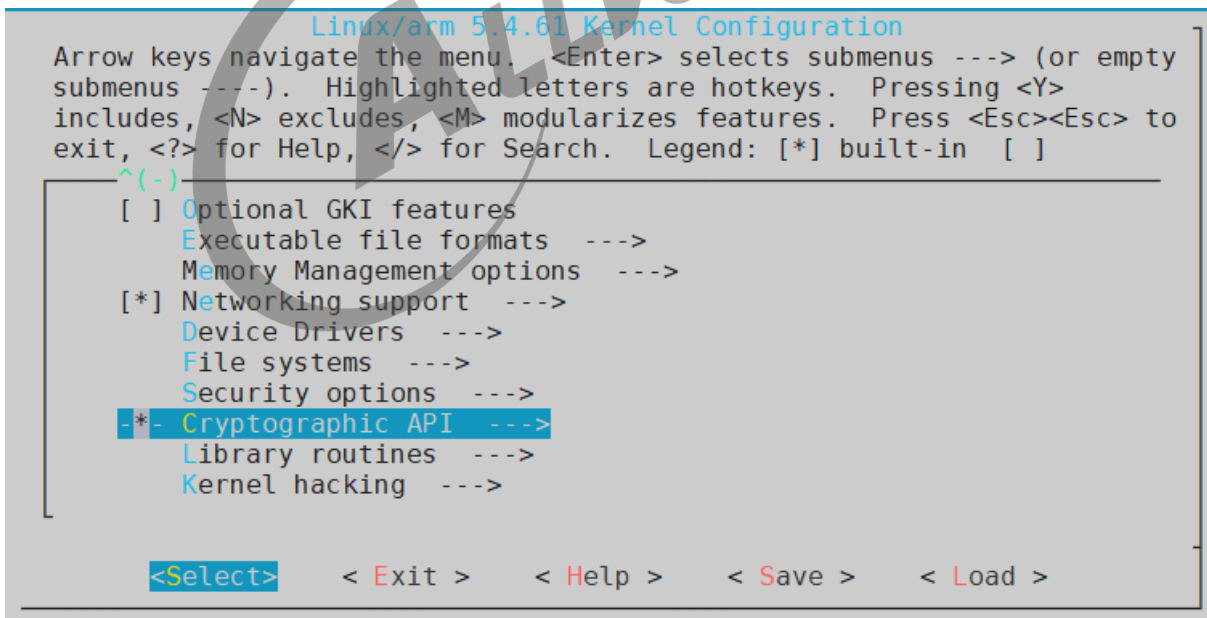 Linux/arm 5.4.61 Kernel Configuration
Arrow keys navigate the menu.  <Enter> selects submenus ---> (or empty
submenus ----).  Highlighted letters are hotkeys.  Pressing <Y>
includes, <N> excludes, <M> modularizes features.  Press <Esc><Esc> to
exit, <?> for Help, </> for Search.  Legend: [*] built-in  [ ]
^(-)
[ ] Optional GKI features
Executable file formats  --->
Memory Management options  --->
[*] Networking support  --->
Device Drivers  --->
File systems  --->
Security options  --->
-*- Cryptographic API  --->
Library routines  --->
Kernel hacking  --->
<Select>    < Exit >    < Help >    < Save >    < Load >